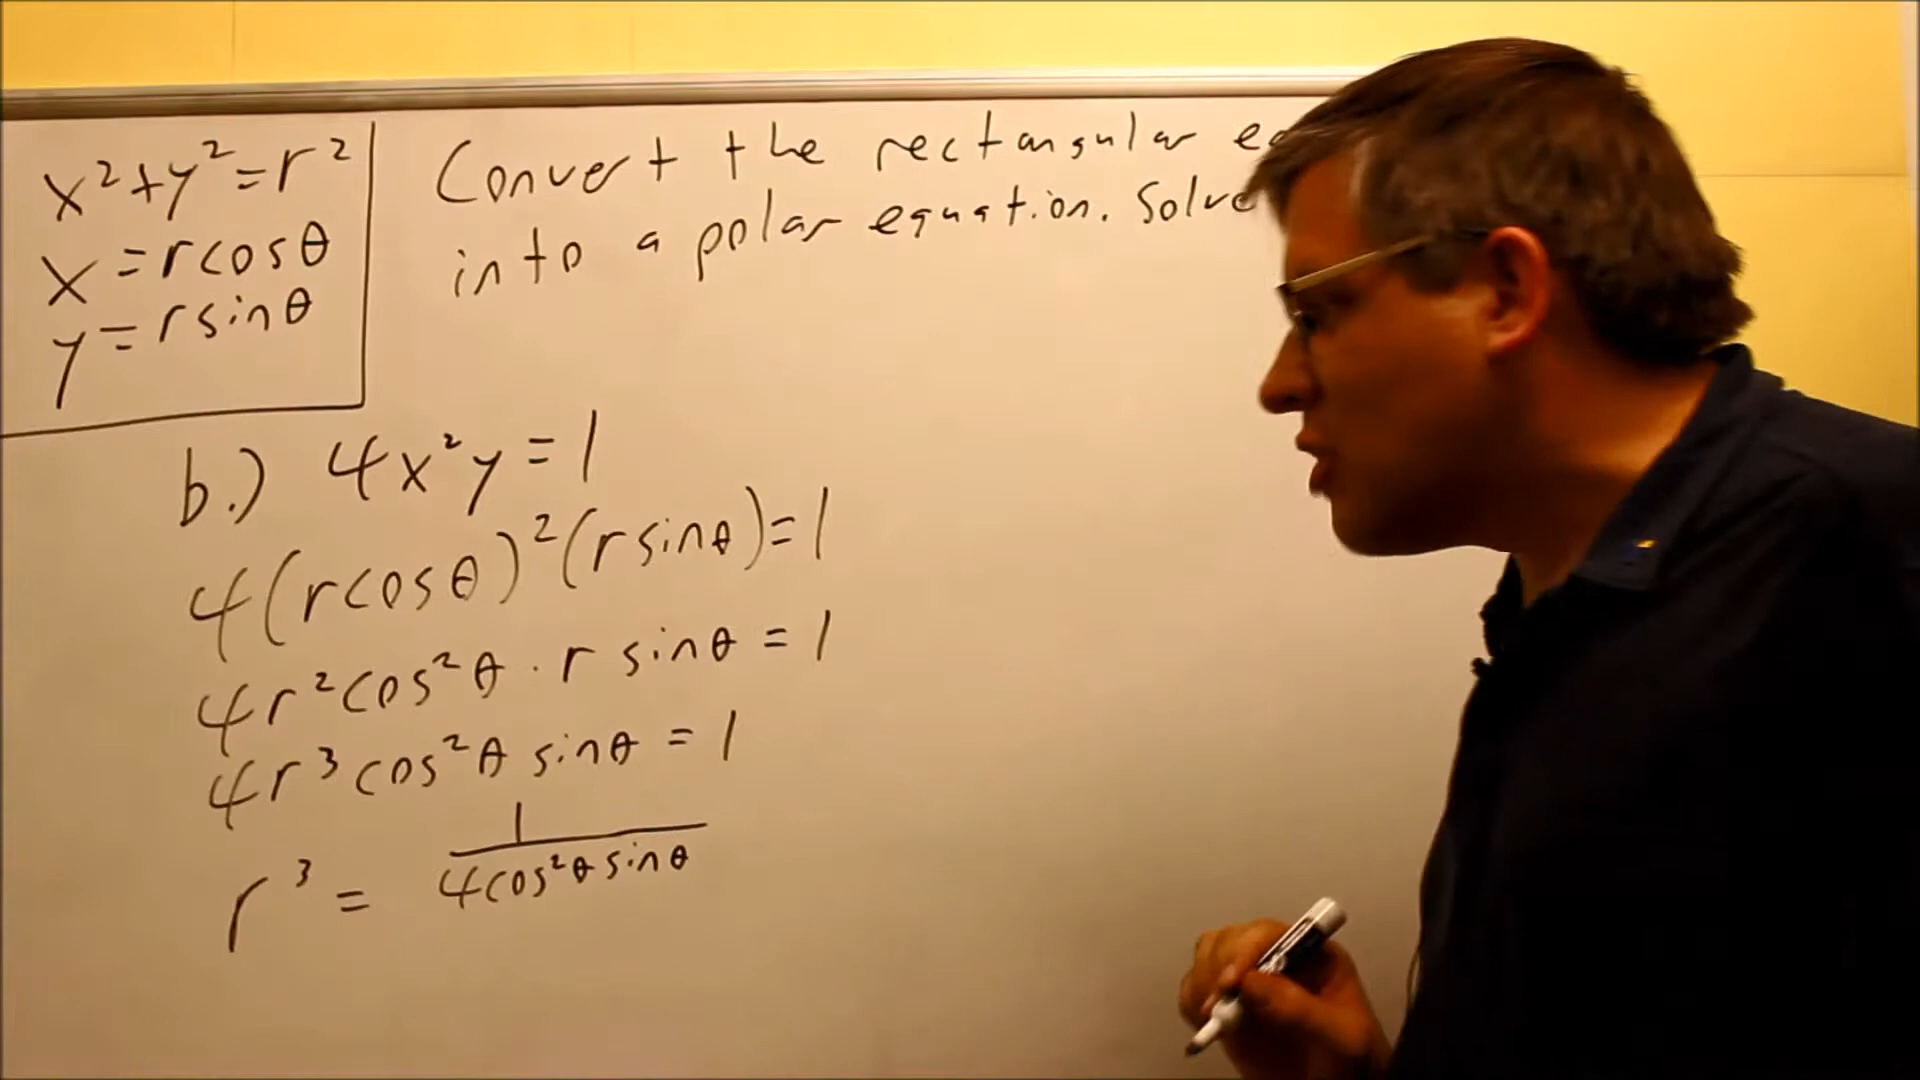 x²+y²=r²
x=rcosθ
y=rsinθ
Convert the rectangular
into a polar equation. Solve
b.) 4x²y=1
4(rcosθ)²(rsinθ)=1
4r²cos²θ · r sinθ = 1
4r³cos²θ sinθ = 1
r³ = 1/4cos²θsinθ